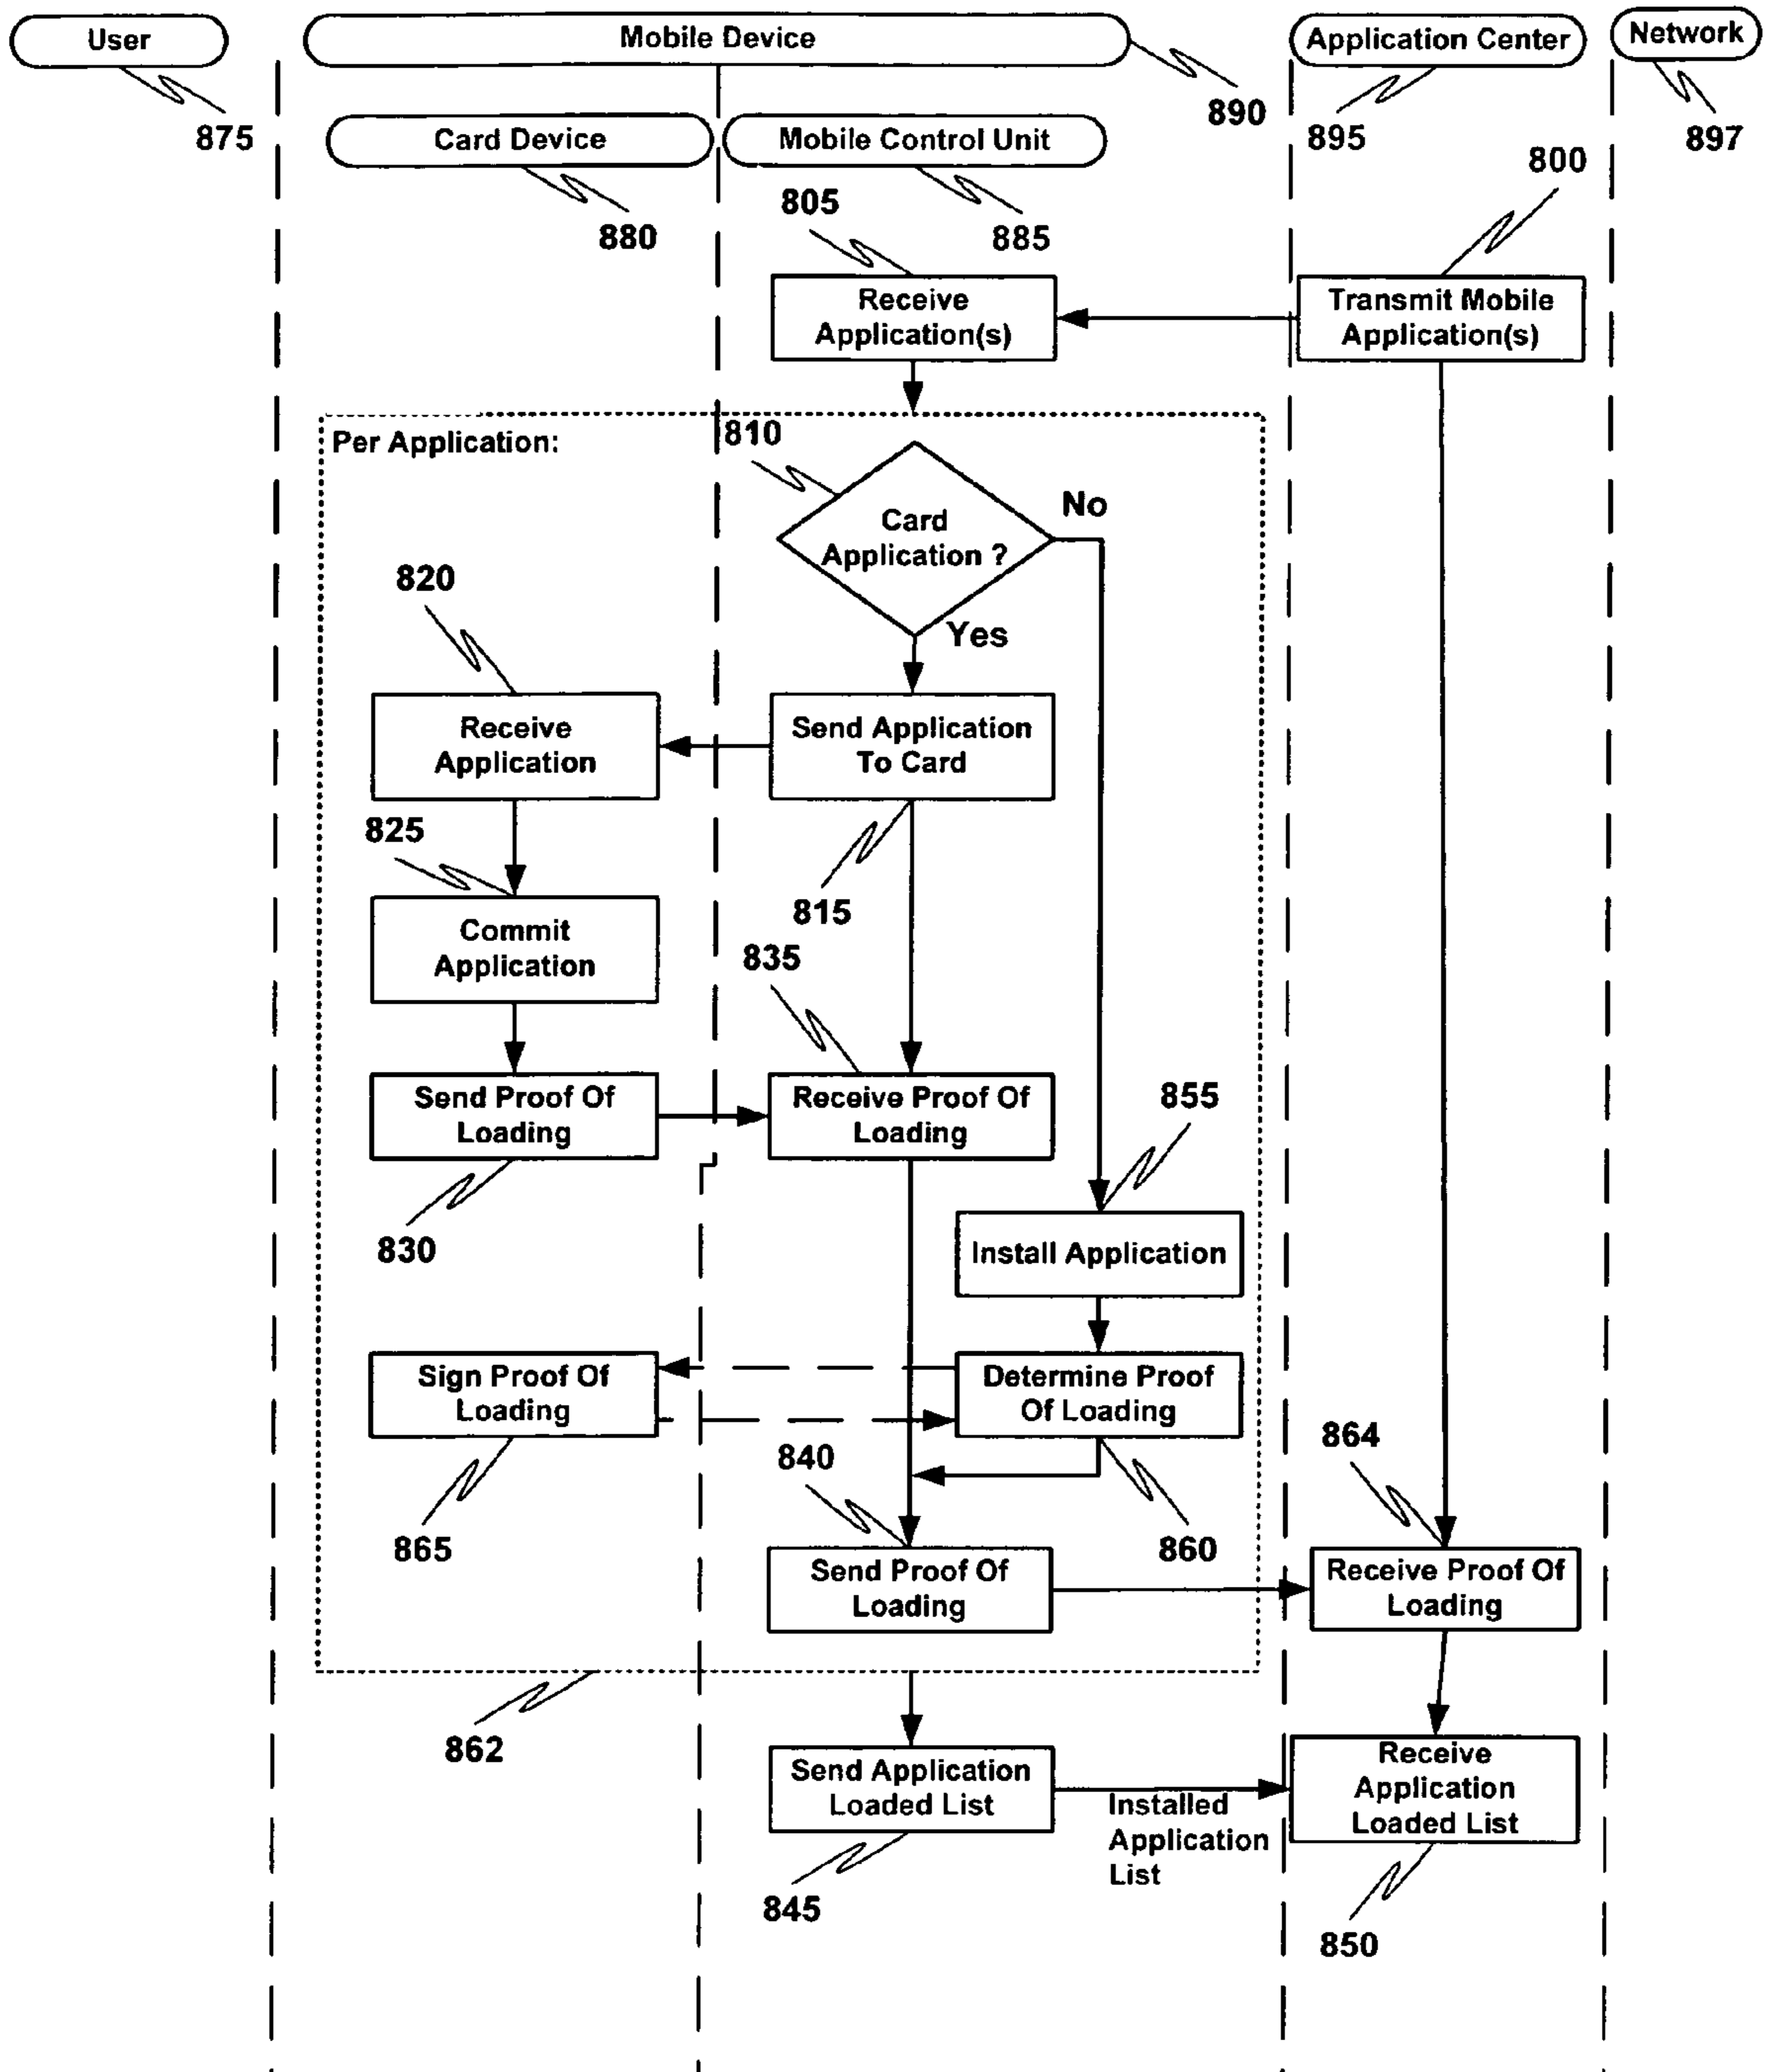 User
Mobile Device
Application Center
Network
875
890
895
897
Card Device
Mobile Control Unit
880
885
805
800
Receive
Application(s)
Transmit Mobile
Application(s)
Per Application:
810
Card
Application ?
No
Yes
820
Receive
Application
Send Application
To Card
825
815
Commit
Application
835
Send Proof Of
Loading
Receive Proof Of
Loading
855
830
Install Application
Sign Proof Of
Loading
Determine Proof
Of Loading
840
864
865
860
Send Proof Of
Loading
Receive Proof Of
Loading
862
Send Application
Loaded List
Installed
Application
List
Receive
Application
Loaded List
845
850